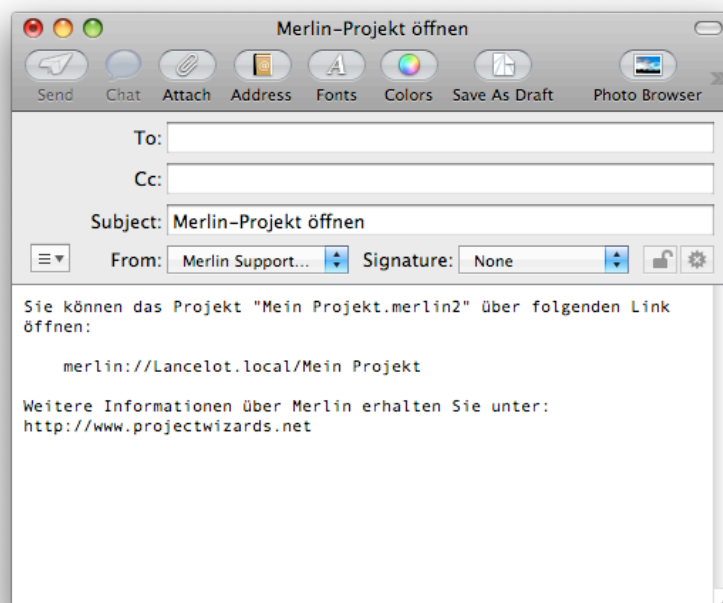 Merlin-Projekt öffnen
Send Chat Attach Address Fonts Colors Save As Draft Photo Browser
To:
Cc:
Subject: Merlin-Projekt öffnen
From: Merlin Support... Signature: None
Sie können das Projekt "Mein Projekt.merlin2" über folgenden Link
öffnen:
merlin://Lancelot.local/Mein Projekt
Weitere Informationen über Merlin erhalten Sie unter:
http://www.projectwizards.net